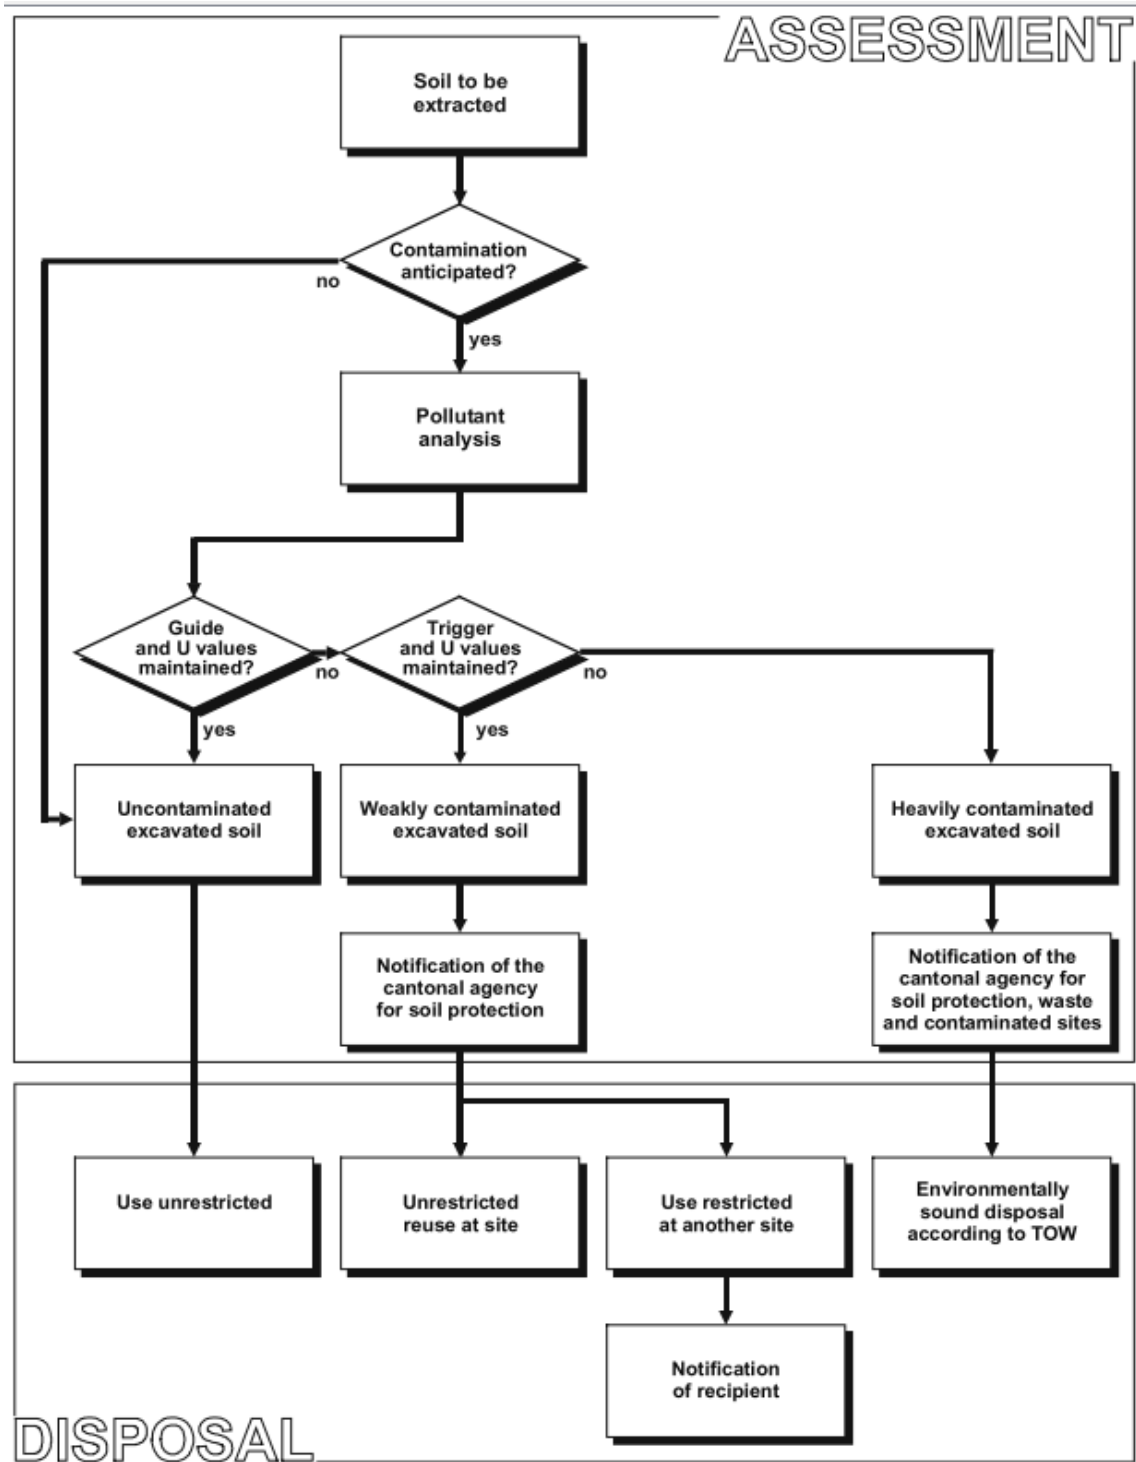 ASSESSMENT
Soil to be
extracted
Contamination
anticipated?
no
yes
Pollutant
analysis
Guide
and U values
maintained?
no
yes
Trigger
and U values
maintained?
no
yes
Uncontaminated
excavated soil
Weakly contaminated
excavated soil
Heavily contaminated
excavated soil
Notification of the
cantonal agency
for soil protection
Notification of the
cantonal agency for
soil protection, waste
and contaminated sites
Use unrestricted
Unrestricted
reuse at site
Use restricted
at another site
Environmentally
sound disposal
according to TOW
Notification
of recipient
DISPOSAL